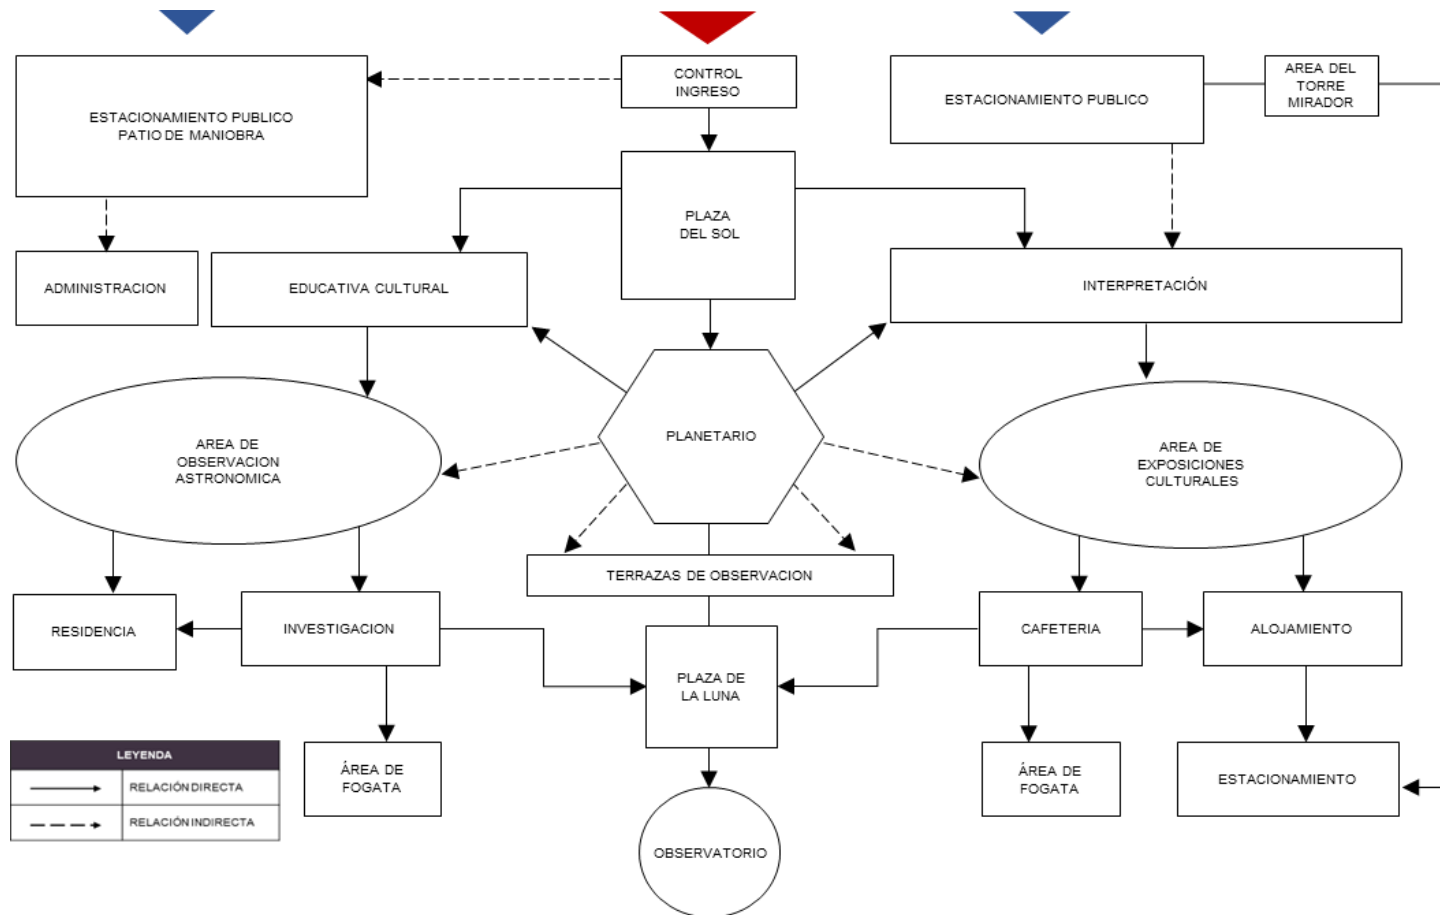 CONTROL
INGRESO
AREA DEL
TORRE
MIRADOR
ESTACIONAMIENTO PUBLICO
PATIO DE MANIOBRA
ESTACIONAMIENTO PUBLICO
PLAZA
DEL SOL
ADMINISTRACION
EDUCATIVA CULTURAL
INTERPRETACIÓN
AREA DE
OBSERVACION
ASTRONOMICA
PLANETARIO
AREA DE
EXPOSICIONES
CULTURALES
TERRAZAS DE OBSERVACION
RESIDENCIA
INVESTIGACION
CAFETERIA
ALOJAMIENTO
PLAZA DE
LA LUNA
LEYENDA
RELACIÓN DIRECTA
RELACIÓN INDIRECTA
ÁREA DE
FOGATA
ÁREA DE
FOGATA
ESTACIONAMIENTO
OBSERVATORIO